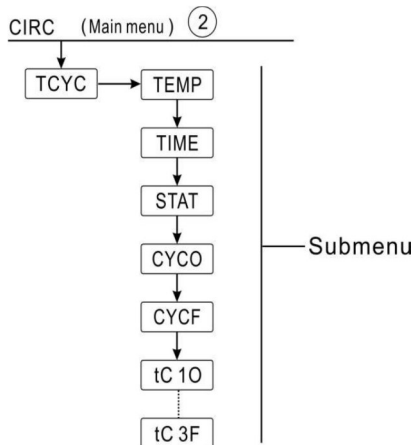 CIRC (Main menu) 2
TCYC TEMP
TIME
STAT
Submenu
CYCO
CYCF
tC 1O
tC 3F